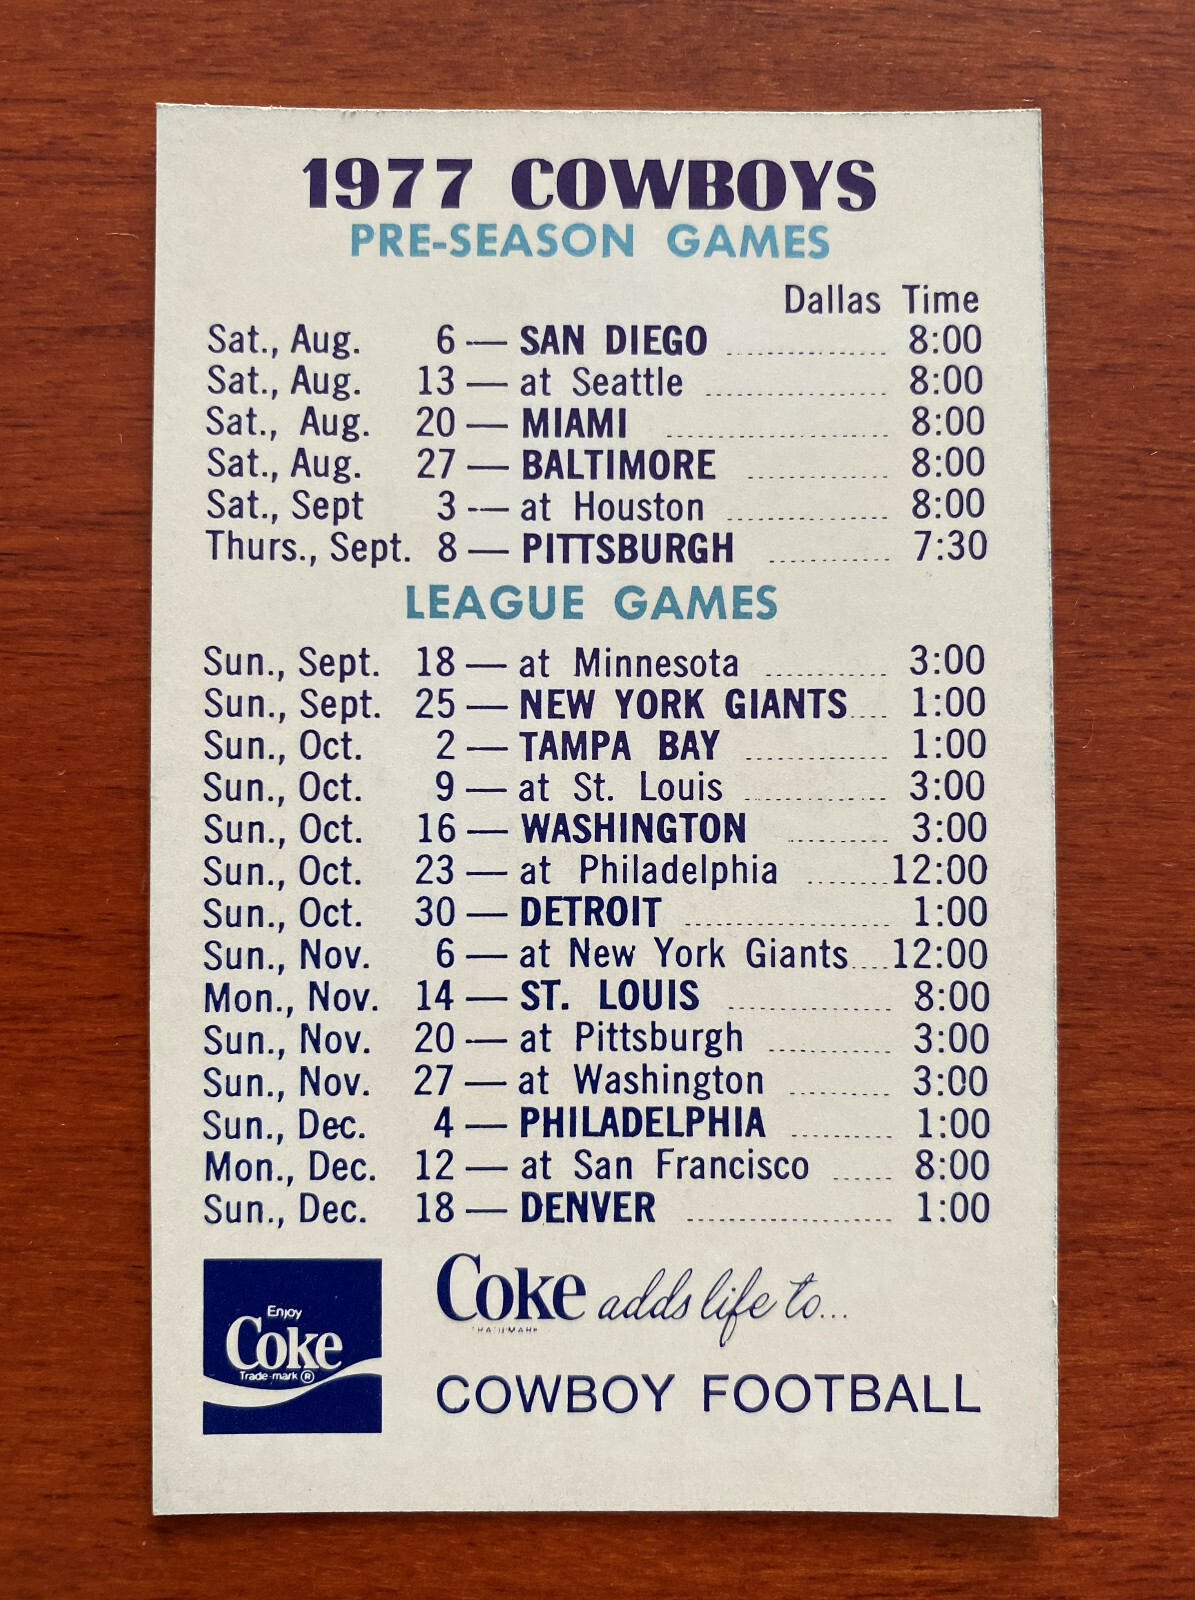 1977 COWBOYS
PRE-SEASON GAMES
Dallas Time
Sat., Aug. 6 — SAN DIEGO ........ 8:00
Sat., Aug. 13 — at Seattle ........ 8:00
Sat., Aug. 20 — MIAMI ........ 8:00
Sat., Aug. 27 — BALTIMORE ........ 8:00
Sat., Sept 3 — at Houston ........ 8:00
Thurs., Sept. 8 — PITTSBURGH ........ 7:30
LEAGUE GAMES
Sun., Sept. 18 — at Minnesota ........ 3:00
Sun., Sept. 25 — NEW YORK GIANTS .... 1:00
Sun., Oct. 2 — TAMPA BAY ........ 1:00
Sun., Oct. 9 — at St. Louis ........ 3:00
Sun., Oct. 16 — WASHINGTON ........ 3:00
Sun., Oct. 23 — at Philadelphia ........ 12:00
Sun., Oct. 30 — DETROIT ........ 1:00
Sun., Nov. 6 — at New York Giants .... 12:00
Mon., Nov. 14 — ST. LOUIS ........ 8:00
Sun., Nov. 20 — at Pittsburgh ........ 3:00
Sun., Nov. 27 — at Washington ........ 3:00
Sun., Dec. 4 — PHILADELPHIA ........ 1:00
Mon., Dec. 12 — at San Francisco ...... 8:00
Sun., Dec. 18 — DENVER ........ 1:00
Enjoy
Coke
Trade-mark ®
Coke adds life to...
TRADEMARK
COWBOY FOOTBALL